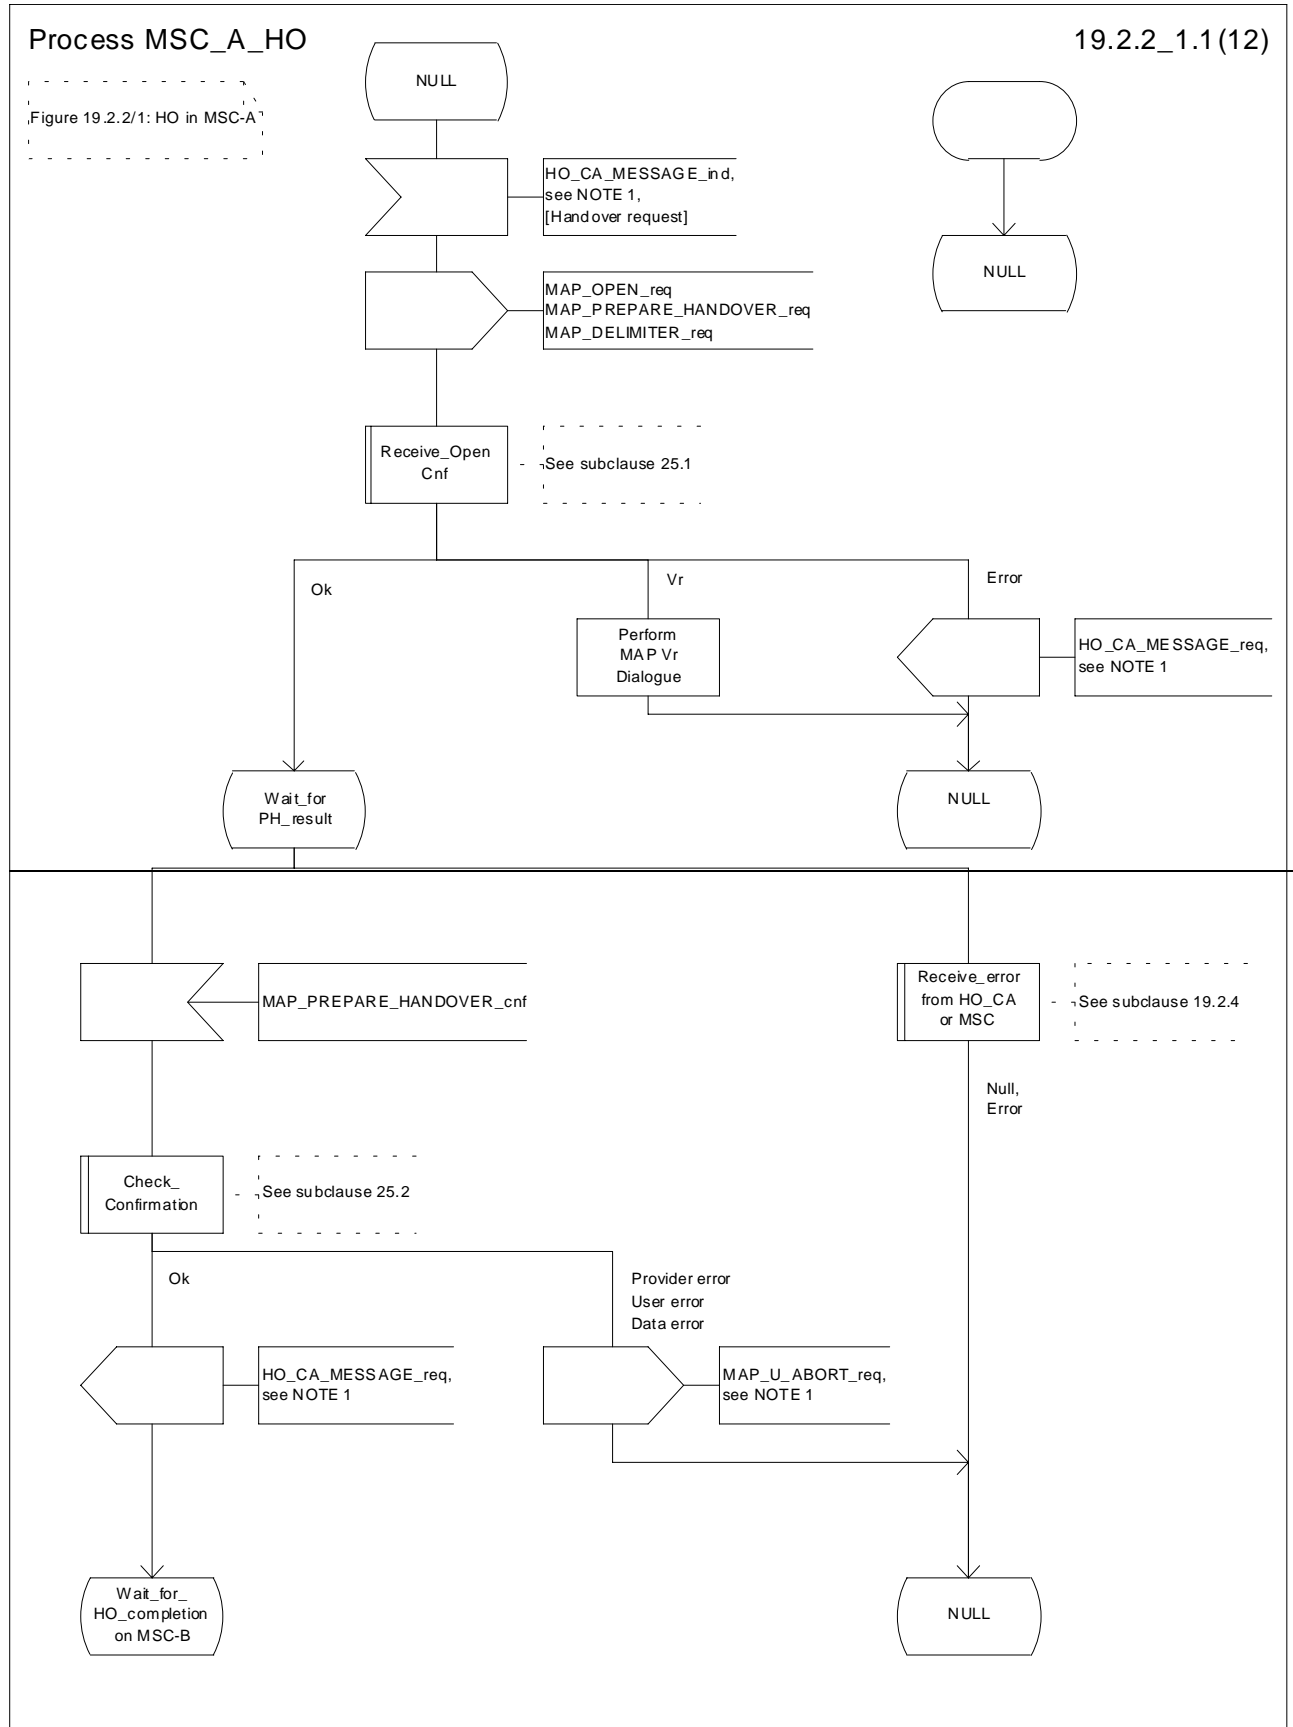 Process MSC_A_HO
19.2.2_1.1(12)
Figure 19.2.2/1: HO in MSC-A
NULL
HO_CA_MESSAGE_ind,
see NOTE 1,
[Handover request]
NULL
MAP_OPEN_req
MAP_PREPARE_HANDOVER_req
MAP_DELIMITER_req
Receive_Open
Cnf
See subclause 25.1
Ok
Vr
Error
Perform
MAP Vr
Dialogue
HO_CA_MESSAGE_req,
see NOTE 1
Wait_for
PH_result
NULL
MAP_PREPARE_HANDOVER_cnf
Receive_error
from HO_CA
or MSC
See subclause 19.2.4
Null,
Error
Check_
Confirmation
See subclause 25.2
Ok
Provider error
User error
Data error
HO_CA_MESSAGE_req,
see NOTE 1
MAP_U_ABORT_req,
see NOTE 1
Wait_for_
HO_completion
on MSC-B
NULL